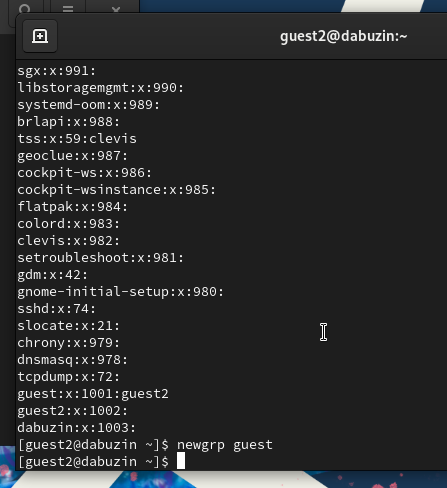 guest2@dabuzin:~
sgx:x:991:
libstoragemgmt:x:990:
systemd-oom:x:989:
brlapi:x:988:
tss:x:59:clevis
geoclue:x:987:
cockpit-ws:x:986:
cockpit-wsinstance:x:985:
flatpak:x:984:
colord:x:983:
clevis:x:982:
setroubleshoot:x:981:
gdm:x:42:
gnome-initial-setup:x:980:
sshd:x:74:
slocate:x:21:
chrony:x:979:
dnsmasq:x:978:
tcpdump:x:72:
guest:x:1001:guest2
guest2:x:1002:
dabuzin:x:1003:
[guest2@dabuzin ~]$ newgrp guest
[guest2@dabuzin ~]$